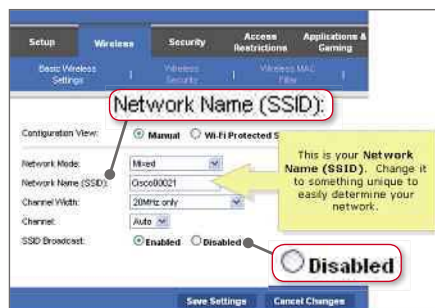 Setup Wireless Security Access Restrictions Applications & Gaming
Basic Wireless Settings | Wireless Security | Wireless MAC Filter
Network Name (SSID):
Configuration View: Manual Wi-Fi Protected S
Network Mode: Mixed
Network Name (SSID): Cisco00021
Channel Width: 20MHz only
Channel: Auto
SSID Broadcast: Enabled Disabled
This is your Network
Name (SSID). Change it
to something unique to
easily determine your
network.
Disabled
Save Settings Cancel Changes